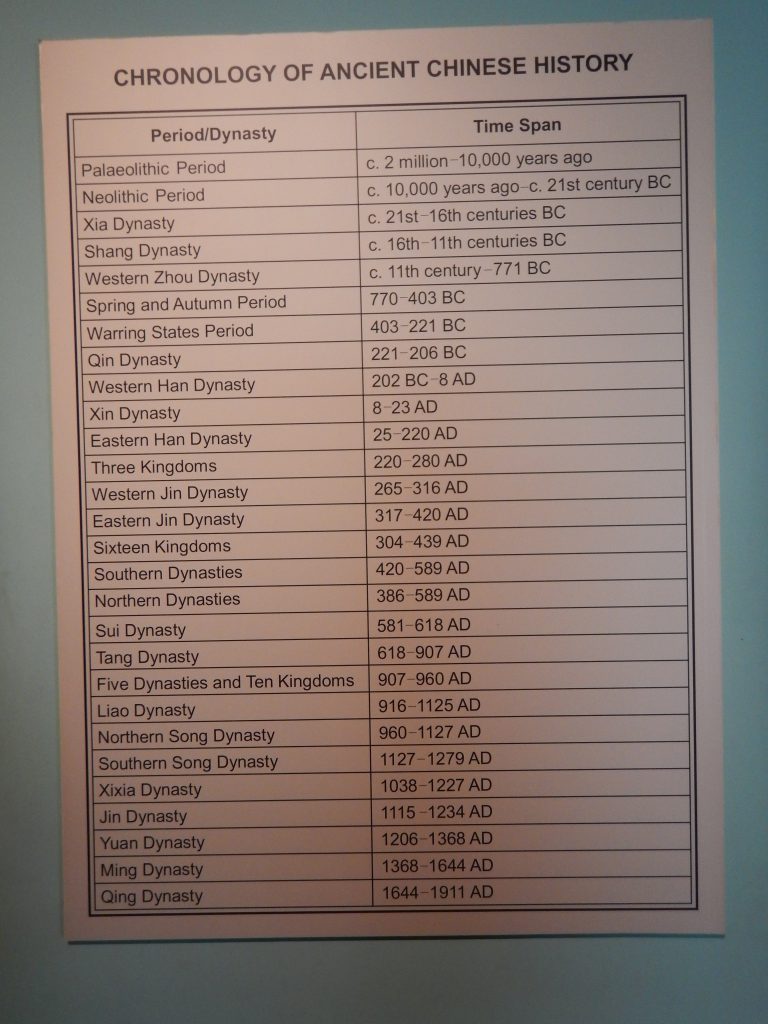 CHRONOLOGY OF ANCIENT CHINESE HISTORY
Period/Dynasty Time Span
Palaeolithic Period c. 2 million–10,000 years ago
Neolithic Period c. 10,000 years ago–c. 21st century BC
Xia Dynasty c. 21st–16th centuries BC
Shang Dynasty c. 16th–11th centuries BC
Western Zhou Dynasty c. 11th century–771 BC
Spring and Autumn Period 770–403 BC
Warring States Period 403–221 BC
Qin Dynasty 221–206 BC
Western Han Dynasty 202 BC–8 AD
Xin Dynasty 8–23 AD
Eastern Han Dynasty 25–220 AD
Three Kingdoms 220–280 AD
Western Jin Dynasty 265–316 AD
Eastern Jin Dynasty 317–420 AD
Sixteen Kingdoms 304–439 AD
Southern Dynasties 420–589 AD
Northern Dynasties 386–589 AD
Sui Dynasty 581–618 AD
Tang Dynasty 618–907 AD
Five Dynasties and Ten Kingdoms 907–960 AD
Liao Dynasty 916–1125 AD
Northern Song Dynasty 960–1127 AD
Southern Song Dynasty 1127–1279 AD
Xixia Dynasty 1038–1227 AD
Jin Dynasty 1115–1234 AD
Yuan Dynasty 1206–1368 AD
Ming Dynasty 1368–1644 AD
Qing Dynasty 1644–1911 AD